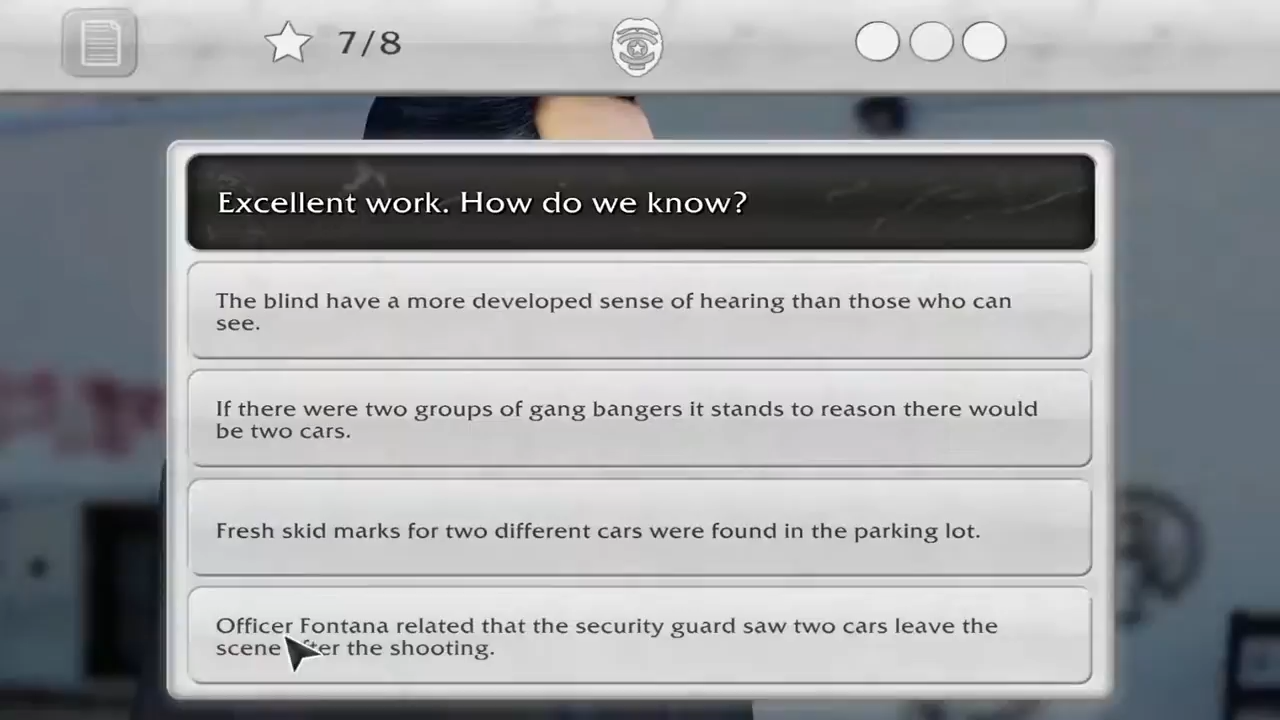 7/8
Excellent work. How do we know?
The blind have a more developed sense of hearing than those who can
see.
If there were two groups of gang bangers it stands to reason there would
be two cars.
Fresh skid marks for two different cars were found in the parking lot.
Officer Fontana related that the security guard saw two cars leave the
scene after the shooting.